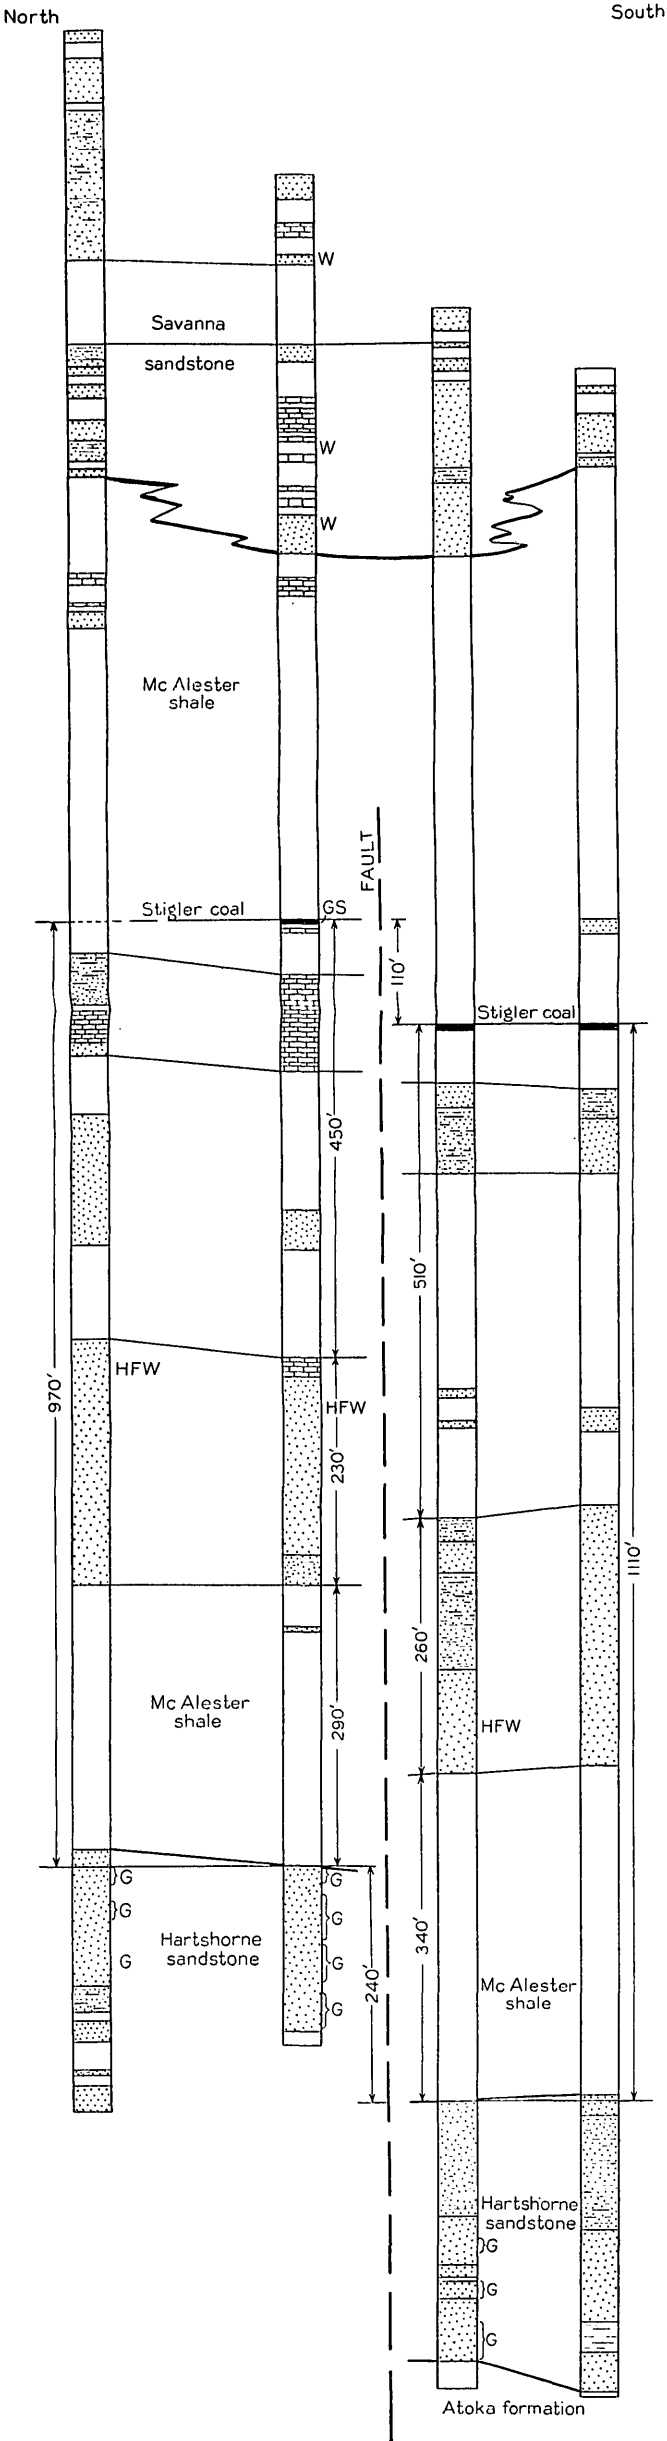 North
South
W
Savanna
sandstone
W
W
Mc Alester
shale
FAULT
Stigler coal
GS
110′
Stigler coal
450′
510′
970′
HFW
HFW
230′
1110′
260′
Mc Alester
shale
290′
HFW
G
G
G
G
G
Hartshorne
sandstone
G
G
240′
340′
Mc Alester
shale
Hartshorne
sandstone
G
G
G
Atoka formation